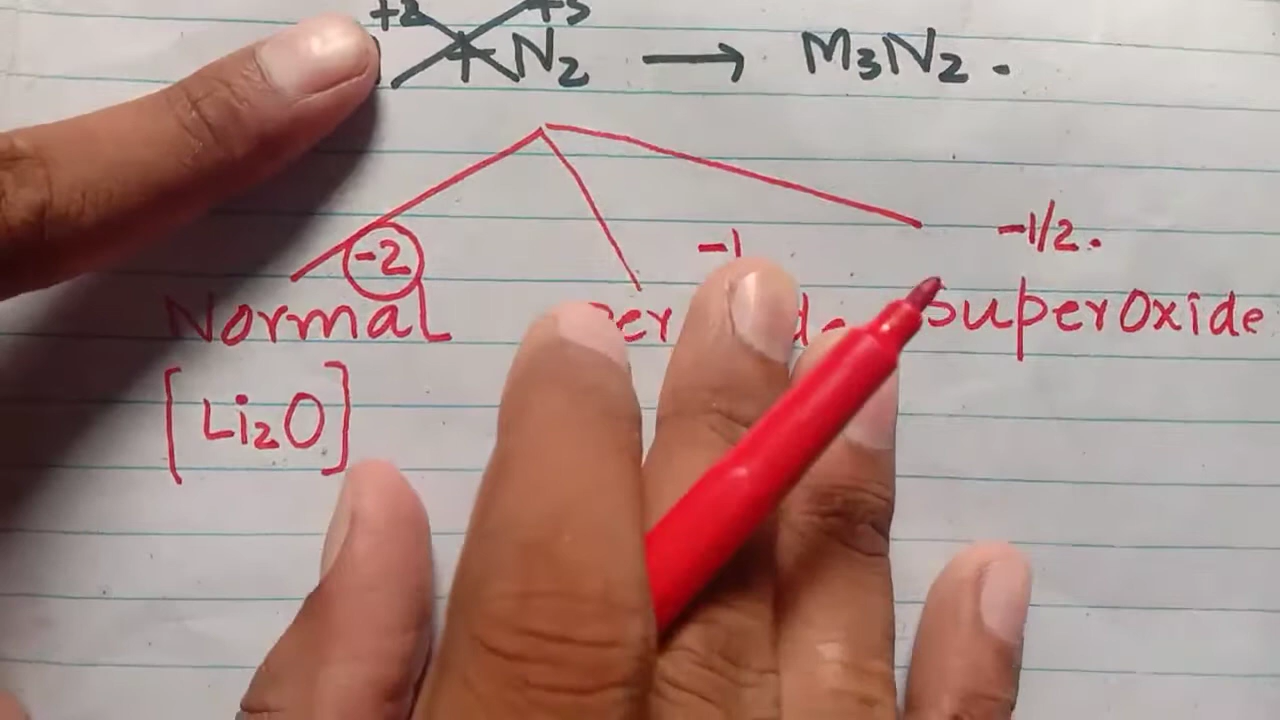 +2 +3
+ N2 → M3N2.
-2 -1 -1/2.
Normal SuperOxide
[Li2O]